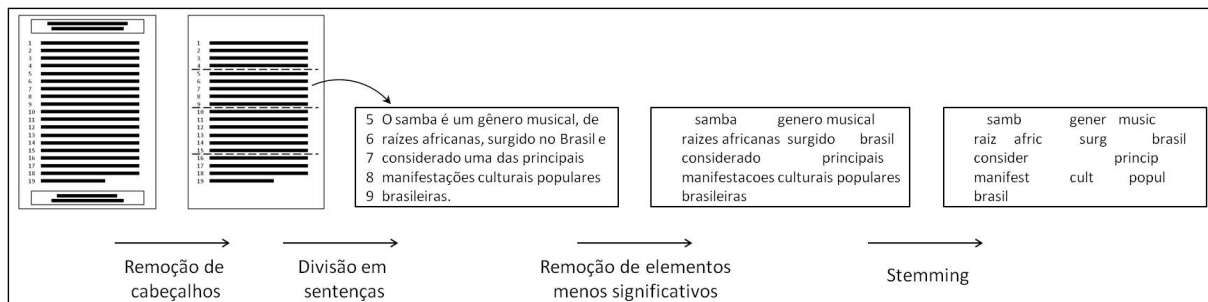 1
2
3
4
5
6
7
8
9
10
11
12
13
14
15
16
17
18
19
1
2
3
4
5
6
7
8
9
10
11
12
13
14
15
16
17
18
19
5 O samba é um gênero musical, de
6 raízes africanas, surgido no Brasil e
7 considerado uma das principais
8 manifestações culturais populares
9 brasileiras.
samba genero musical
raizes africanas surgido brasil
considerado principais
manifestacoes culturais populares
brasileiras
samb gener music
raiz afric surg brasil
consider princip
manifest cult popul
brasil
Remoção de
cabeçalhos
Divisão em
sentenças
Remoção de elementos
menos significativos
Stemming